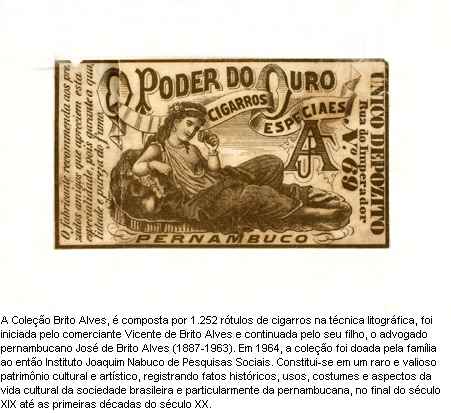 O PODER DO OURO
CIGARROS
ESPECIAES
A
O fabricante recommenda aos pre-
zados amigos que apreciem esta
especialidade, pois garante a qua-
lidade e pureza do fumo.
UNICO DEPOZITO
Rua do Imperador
Nº 69
PERNAMBUCO
A Coleção Brito Alves, é composta por 1.252 rótulos de cigarros na técnica litográfica, foi
iniciada pelo comerciante Vicente de Brito Alves e continuada pelo seu filho, o advogado
pernambucano José de Brito Alves (1887-1963). Em 1964, a coleção foi doada pela família
ao então Instituto Joaquim Nabuco de Pesquisas Sociais. Constitui-se em um raro e valioso
patrimônio cultural e artístico, registrando fatos históricos, usos, costumes e aspectos da
vida cultural da sociedade brasileira e particularmente da pernambucana, no final do século
XIX até as primeiras décadas do século XX.